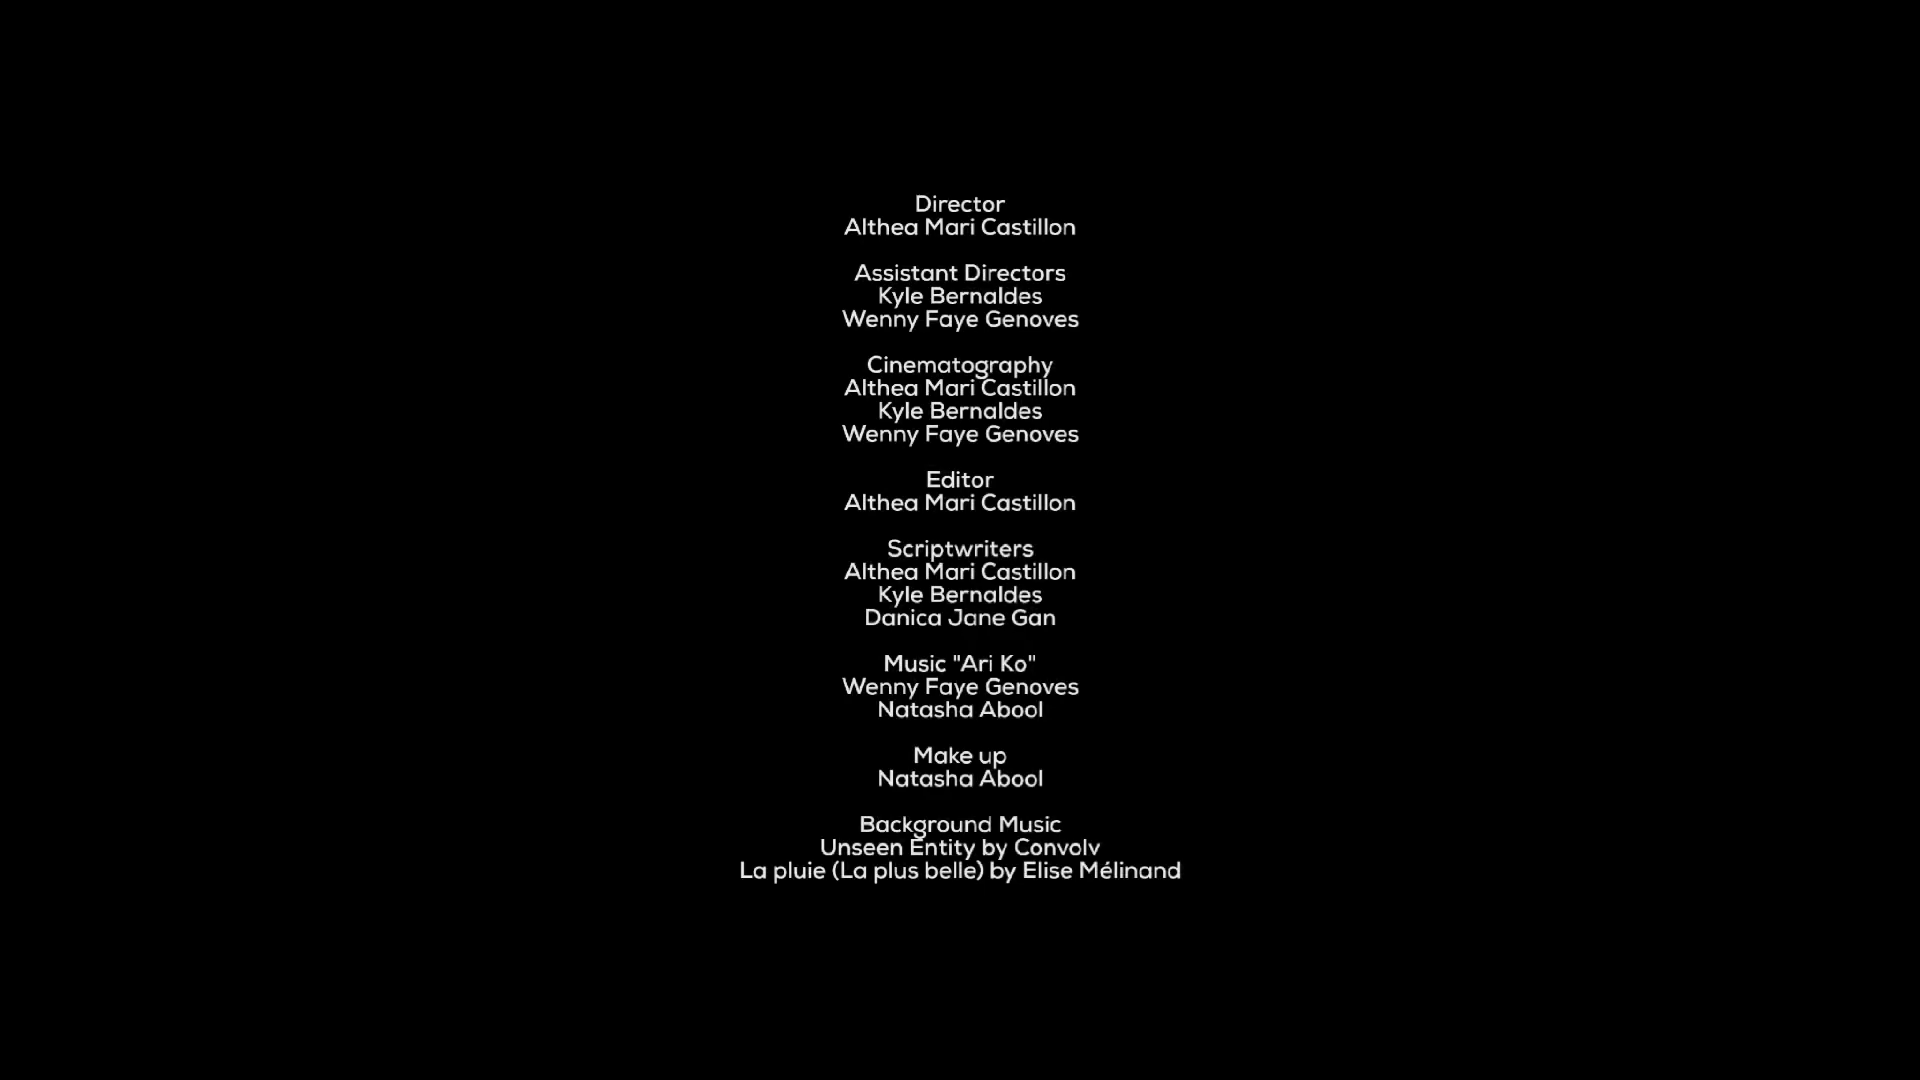 Director
Althea Mari Castillon
Assistant Directors
Kyle Bernaldes
Wenny Faye Genoves
Cinematography
Althea Mari Castillon
Kyle Bernaldes
Wenny Faye Genoves
Editor
Althea Mari Castillon
Scriptwriters
Althea Mari Castillon
Kyle Bernaldes
Danica Jane Gan
Music "Ari Ko"
Wenny Faye Genoves
Natasha Abool
Make up
Natasha Abool
Background Music
Unseen Entity by Convolv
La pluie (La plus belle) by Elise Mélinand